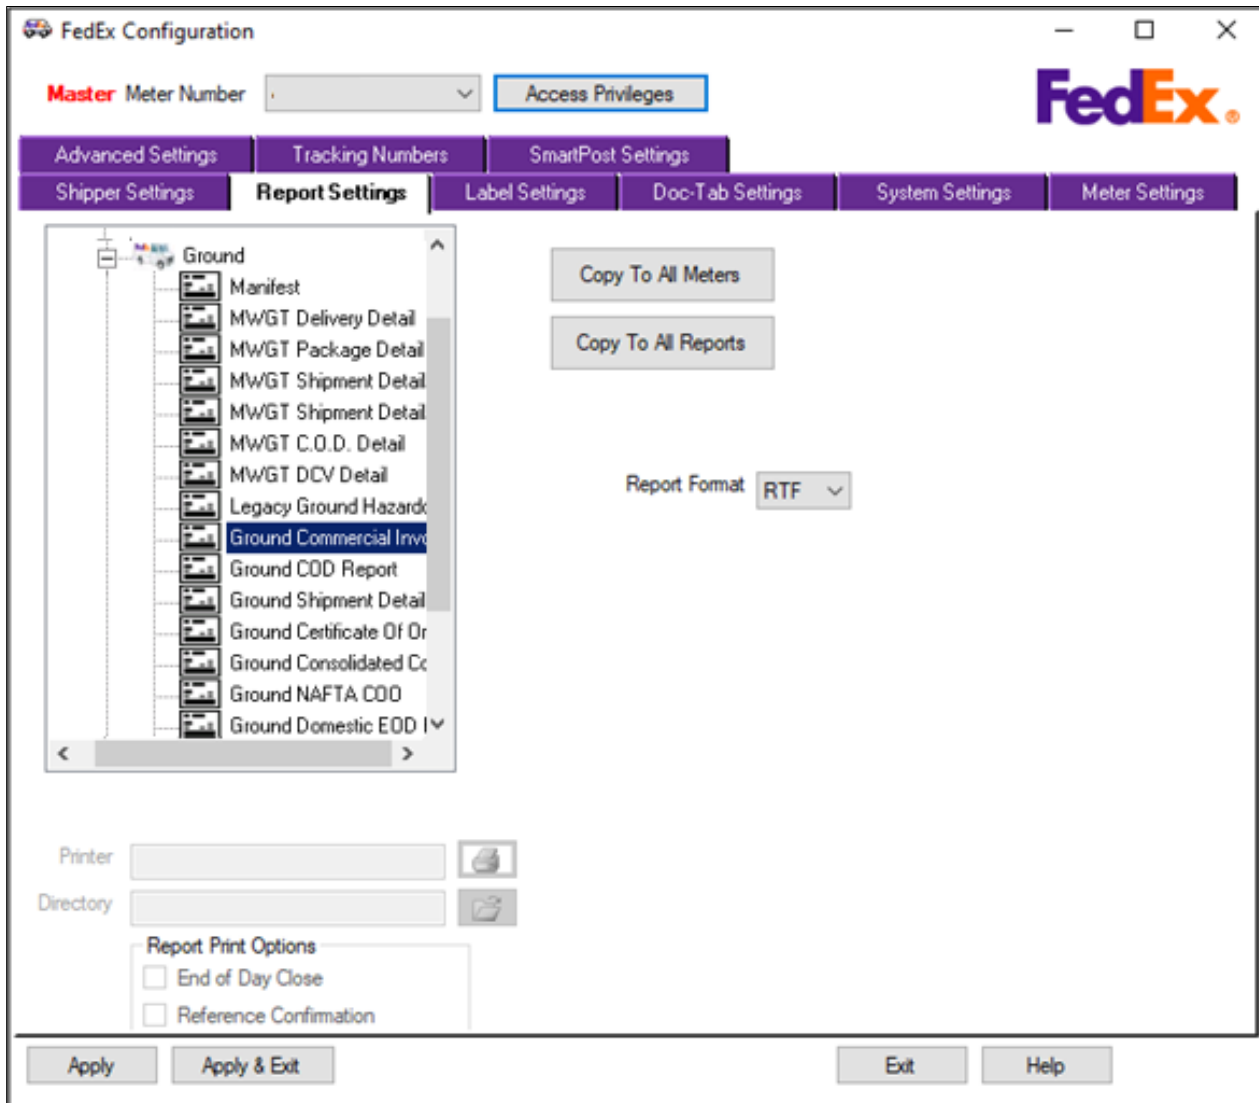 FedEx Configuration
Master Meter Number
Access Privileges
FedEx®
Advanced Settings
Tracking Numbers
SmartPost Settings
Shipper Settings
Report Settings
Label Settings
Doc-Tab Settings
System Settings
Meter Settings
Ground
Manifest
MWGT Delivery Detail
MWGT Package Detail
MWGT Shipment Detail
MWGT Shipment Detail
MWGT C.O.D. Detail
MWGT DCV Detail
Legacy Ground Hazardo
Ground Commercial Invo
Ground COD Report
Ground Shipment Detail
Ground Certificate Of Or
Ground Consolidated Co
Ground NAFTA COO
Ground Domestic EOD
Copy To All Meters
Copy To All Reports
Report Format
RTF
Printer
Directory
Report Print Options
End of Day Close
Reference Confirmation
Apply
Apply & Exit
Exit
Help